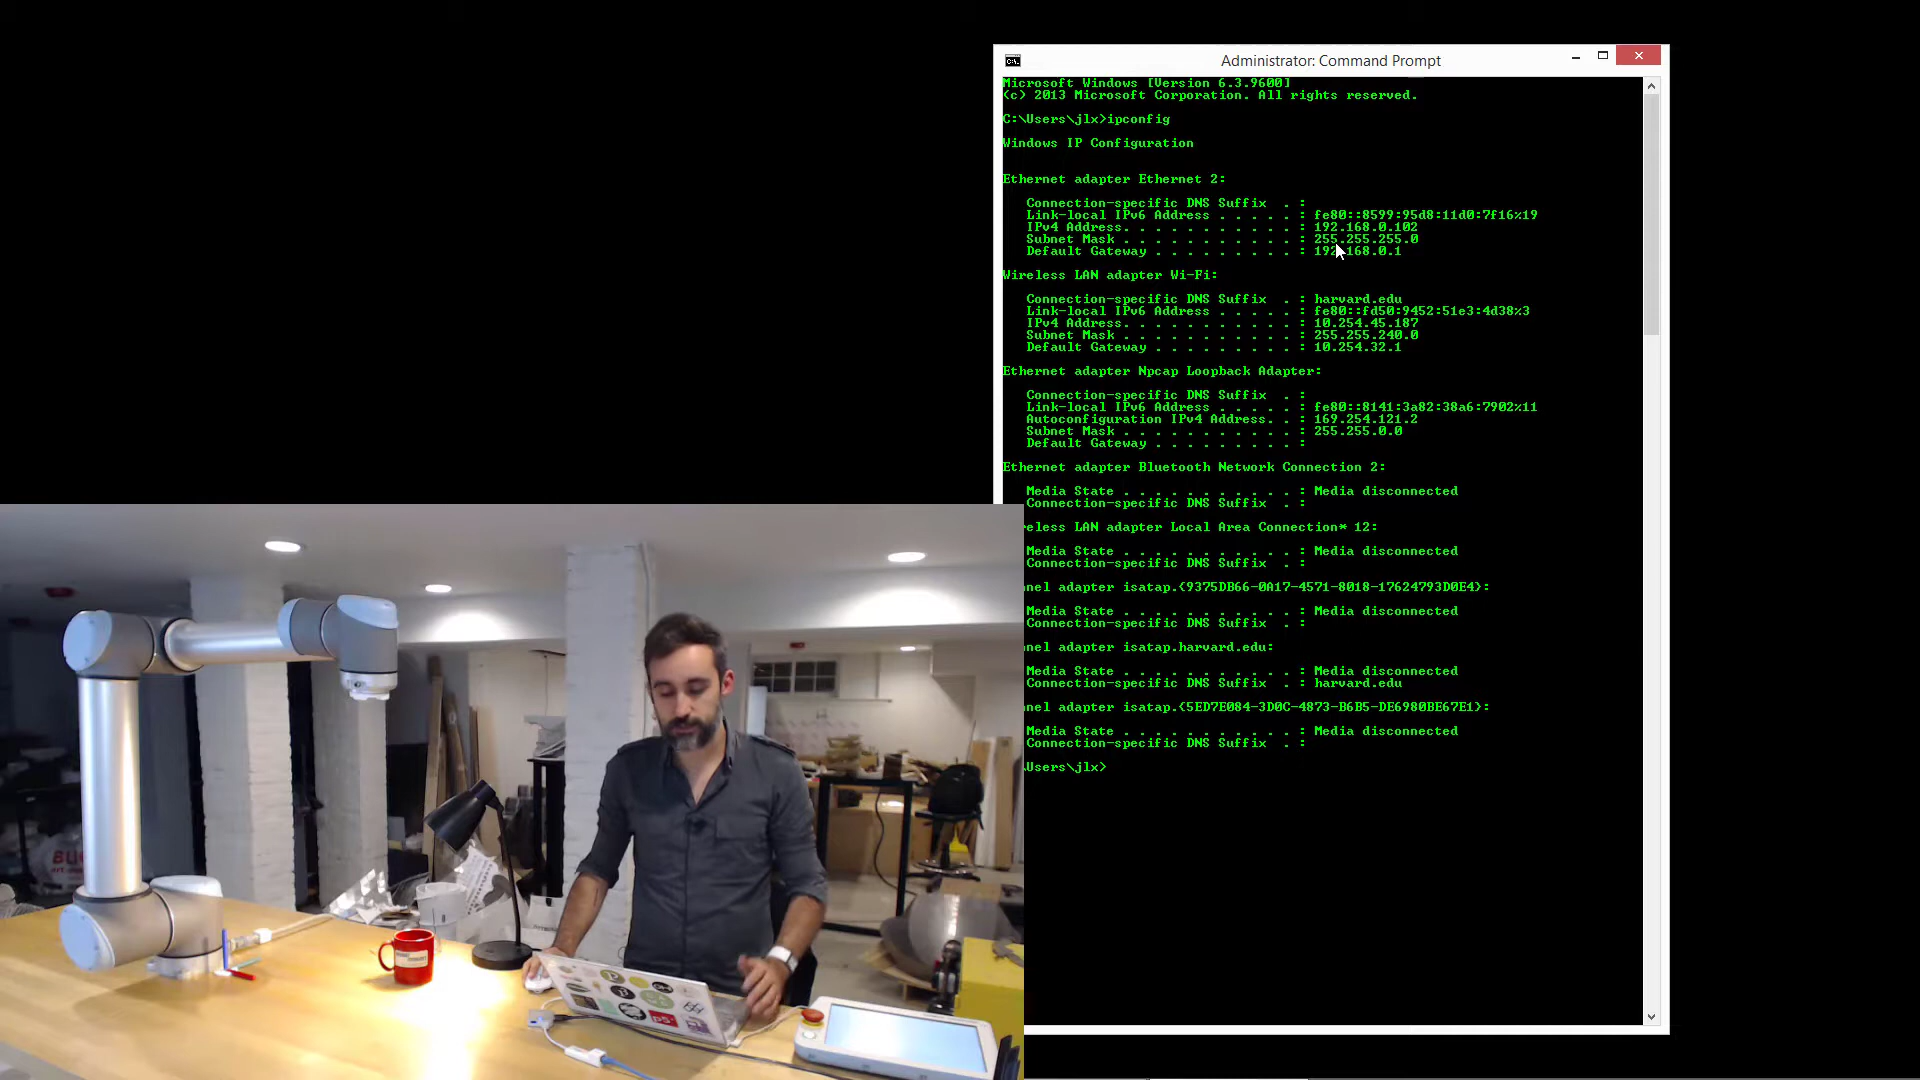 Administrator: Command Prompt
Microsoft Windows [Version 6.3.9600]
(c) 2013 Microsoft Corporation. All rights reserved.
C:\Users\jlx>ipconfig
Windows IP Configuration
Ethernet adapter Ethernet 2:
Connection-specific DNS Suffix . :
Link-local IPv6 Address . . . . . : fe80::8599:95d8:11d0:7f16%19
IPv4 Address. . . . . . . . . . . : 192.168.0.102
Subnet Mask . . . . . . . . . . . : 255.255.255.0
Default Gateway . . . . . . . . . : 192.168.0.1
Wireless LAN adapter Wi-Fi:
Connection-specific DNS Suffix . : harvard.edu
Link-local IPv6 Address . . . . . : fe80::fd50:9452:51e3:4d38%3
IPv4 Address. . . . . . . . . . . : 10.254.45.187
Subnet Mask . . . . . . . . . . . : 255.255.240.0
Default Gateway . . . . . . . . . : 10.254.32.1
Ethernet adapter Npcap Loopback Adapter:
Connection-specific DNS Suffix . :
Link-local IPv6 Address . . . . . : fe80::8141:3a82:38a6:7902%11
Autoconfiguration IPv4 Address. . : 169.254.121.2
Subnet Mask . . . . . . . . . . . : 255.255.0.0
Default Gateway . . . . . . . . . :
Ethernet adapter Bluetooth Network Connection 2:
Media State . . . . . . . . . . . : Media disconnected
Connection-specific DNS Suffix . :
reless LAN adapter Local Area Connection* 12:
Media State . . . . . . . . . . . : Media disconnected
Connection-specific DNS Suffix . :
nel adapter isatap.{9375DB66-0A17-4571-8018-17624793D0E4}:
Media State . . . . . . . . . . . : Media disconnected
Connection-specific DNS Suffix . :
nel adapter isatap.harvard.edu:
Media State . . . . . . . . . . . : Media disconnected
Connection-specific DNS Suffix . : harvard.edu
nel adapter isatap.{5ED7E084-3D0C-4873-B6B5-DE6980BE67E1}:
Media State . . . . . . . . . . . : Media disconnected
Connection-specific DNS Suffix . :
\Users\jlx>